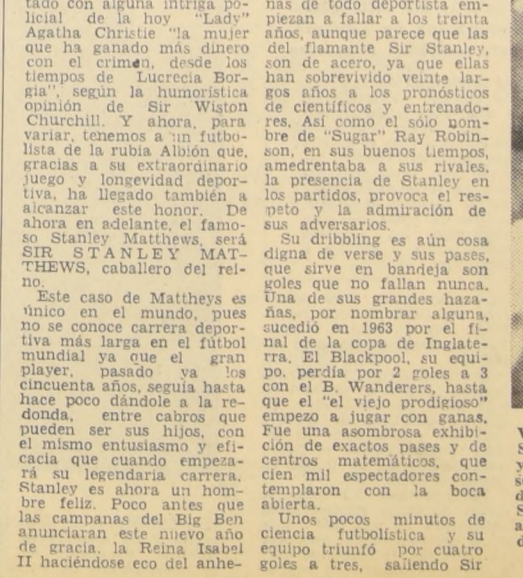 tado con alguna intriga po-
licial de la hoy "Lady"
Agatha Christie "la mujer
que ha ganado más dinero
con el crimen, desde los
tiempos de Lucrecia Bor-
gia", según la humorística
opinión de Sir Wiston
Churchill. Y ahora, para
variar, tenemos a un futbo-
lista de la rubia Albión que,
gracias a su extraordinario
juego y longevidad depor-
tiva, ha llegado también a
alcanzar este honor. De
ahora en adelante, el famo-
so Stanley Matthews, será
SIR STANLEY MAT-
THEWS, caballero del rei-
no.
Este caso de Mattheys es
único en el mundo, pues
no se conoce carrera depor-
tiva más larga en el fútbol
mundial ya que el gran
player, pasado ya los
cincuenta años, seguía hasta
hace poco dándole a la re-
donda, entre cabros que
pueden ser sus hijos, con
el mismo entusiasmo y efi-
cacia que cuando empeza-
rá su legendaria carrera.
Stanley es ahora un hom-
bre feliz. Poco antes que
las campanas del Big Ben
anunciaran este nuevo año
de gracia, la Reina Isabel
II haciéndose eco del anhe-
nas de todo deportista em-
piezan a fallar a los treinta
años, aunque parece que las
del flamante Sir Stanley,
son de acero, ya que ellas
han sobrevivido veinte lar-
gos años a los pronósticos
de científicos y entrenado-
res, Así como el sólo nom-
bre de "Sugar" Ray Robin-
son, en sus buenos tiempos,
amedrentaba a sus rivales,
la presencia de Stanley en
los partidos, provoca el res-
peto y la admiración de
sus adversarios.
Su dribbling es aún cosa
digna de verse y sus pases,
que sirve en bandeja son
goles que no fallan nunca.
Una de sus grandes haza-
ñas, por nombrar alguna,
sucedió en 1963 por el fi-
nal de la copa de Inglate-
rra. El Blackpool, su equi-
po, perdía por 2 goles a 3
con el B. Wanderers, hasta
que el "el viejo prodigioso"
empezo a jugar con ganas.
Fue una asombrosa exhibi-
ción de exactos pases y de
centros matemáticos, que
cien mil espectadores con-
templaron con la boca
abierta.
Unos pocos minutos de
ciencia futbolística y su
equipo triunfó por cuatro
goles a tres, saliendo Sir